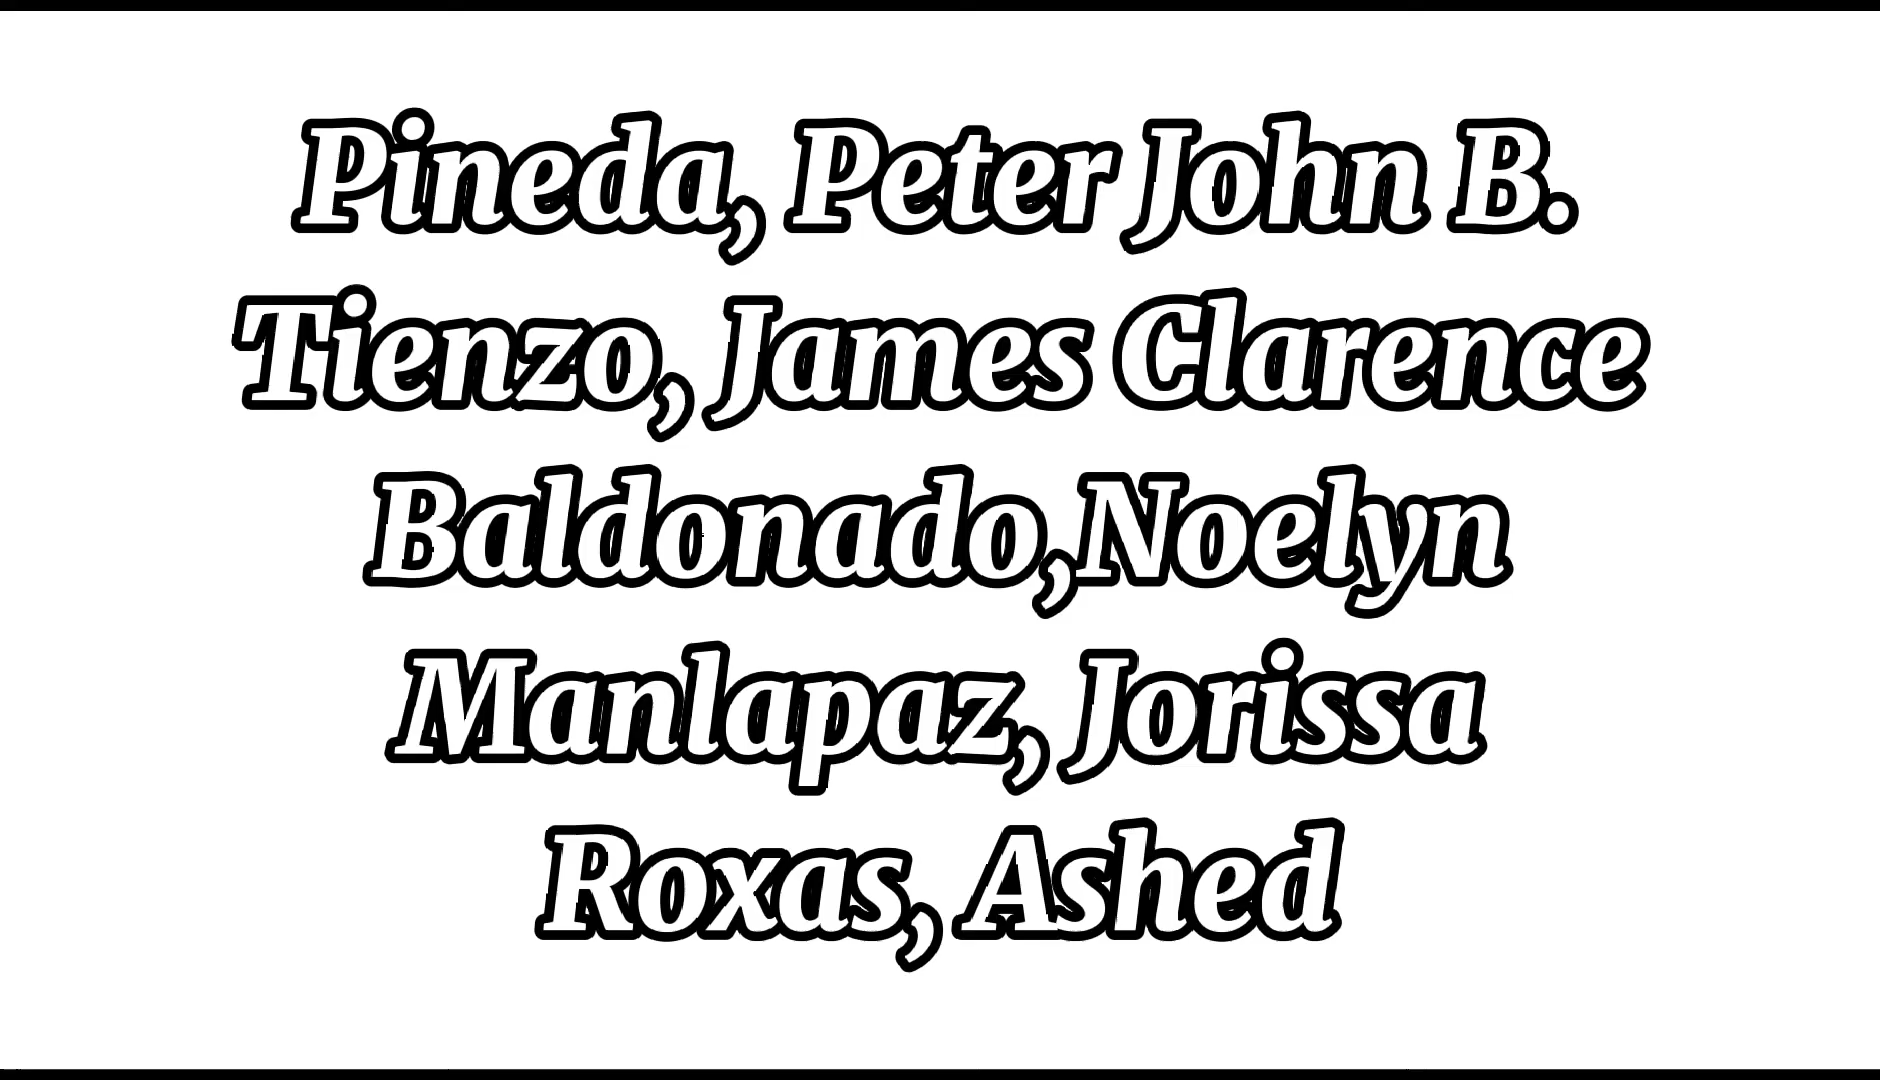 Pineda, Peter John B.
Tienzo, James Clarence
Baldonado,Noelyn
Manlapaz, Jorissa
Roxas, Ashed